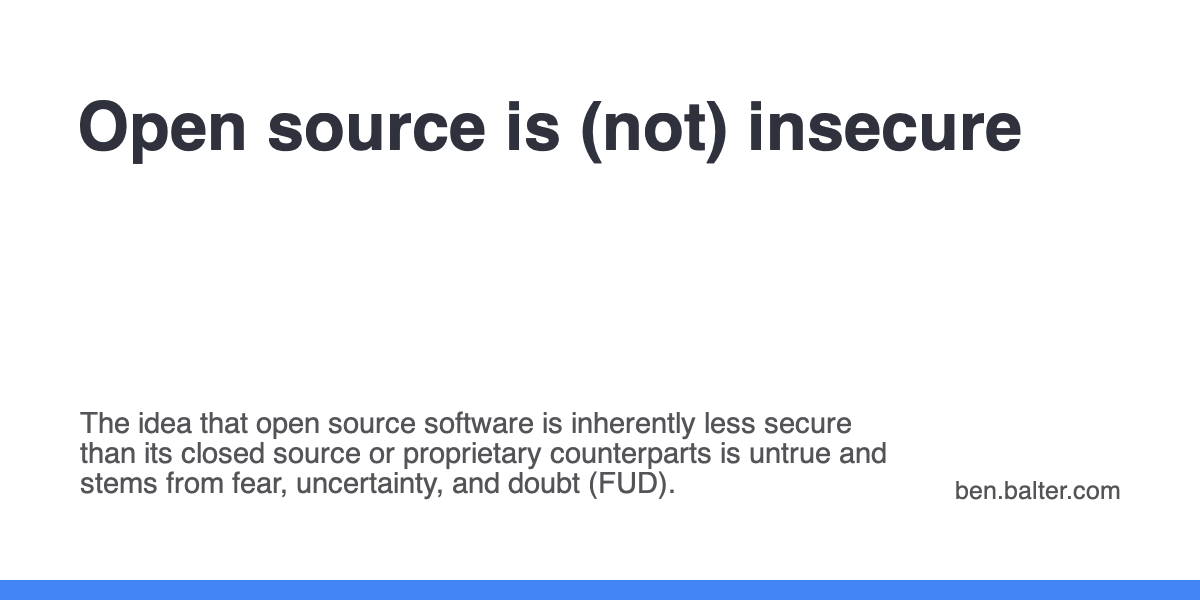 Open source is (not) insecure
The idea that open source software is inherently less secure
than its closed source or proprietary counterparts is untrue and
stems from fear, uncertainty, and doubt (FUD).
ben.balter.com